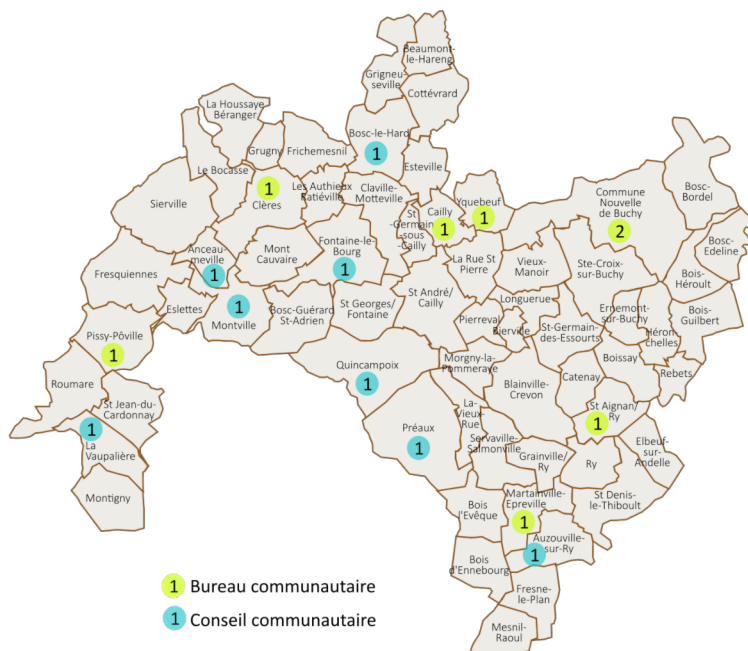 Beaumont-
le-Hareng
Grigneu-
seville
Cottévrard
La Houssaye
Béranger
Bosc-le-Hard
1
Grugny
Frichemesnil
Esteville
Le Bocasse
1
Clères
Les Authieux
Ratiéville
Claville-
Motteville
Sierville
St
-Germain
-sous
-Cailly
Cailly
1
Yquebeuf
1
Commune
Nouvelle
de Buchy
2
Bosc-
Bordel
Anceau-
meville
1
Mont
Cauvaire
Fontaine-le-
Bourg
1
Bosc-
Edeline
Fresquiennes
La Rue St
Pierre
Vieux-
Manoir
Ste-Croix-
sur-Buchy
Bois-
Héroult
Eslettes
1
Montville
Bosc-Guérard
St-Adrien
St Georges/
Fontaine
St André/
Cailly
Longuerue
Ernemont-
sur-Buchy
Bois-
Guilbert
Pissy-Pôville
1
Pierreval
Bierville
St-Germain-
des-Essourts
Héron-
chelles
Quincampoix
1
Morgny-la-
Pommeraye
Boissay
Catenay
Rebets
Roumare
Blainville-
Crevon
St Jean-du-
Cardonnay
1
La
Vaupalière
La-
Vieux-
Rue
St Aignan/
Ry
1
Préaux
1
Servaville-
Salmonville
Elbeuf-
sur-
Andelle
Grainville/
Ry
Ry
Montigny
Bois
l'Evêque
Martainville-
Epreville
1
St Denis-
le-Thiboult
Auzouville-
sur-Ry
1
Bois
d'Ennebourg
Fresne-
le-Plan
Mesnil-
Raoul
1 Bureau communautaire
1 Conseil communautaire